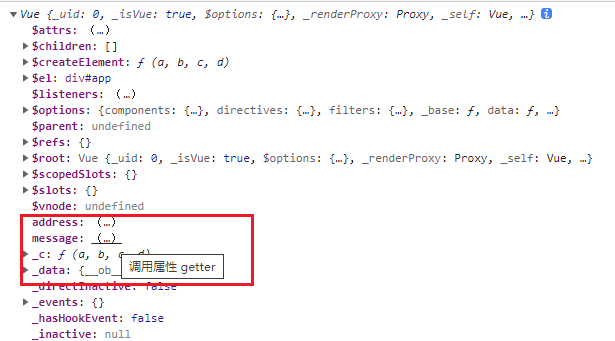 Vue {_uid: 0, _isVue: true, $options: {…}, _renderProxy: Proxy, _self: Vue, …}
$attrs: (…)
$children: []
$createElement: ƒ (a, b, c, d)
$el: div#app
$listeners: (…)
$options: {components: {…}, directives: {…}, filters: {…}, _base: ƒ, data: ƒ, …}
$parent: undefined
$refs: {}
$root: Vue {_uid: 0, _isVue: true, $options: {…}, _renderProxy: Proxy, _self: Vue, …}
$scopedSlots: {}
$slots: {}
$vnode: undefined
address: (…)
message: (…)
_c: ƒ (a, b, c, d)
_data: {__ob__
调用属性 getter
_directInactive: false
_events: {}
_hasHookEvent: false
_inactive: null